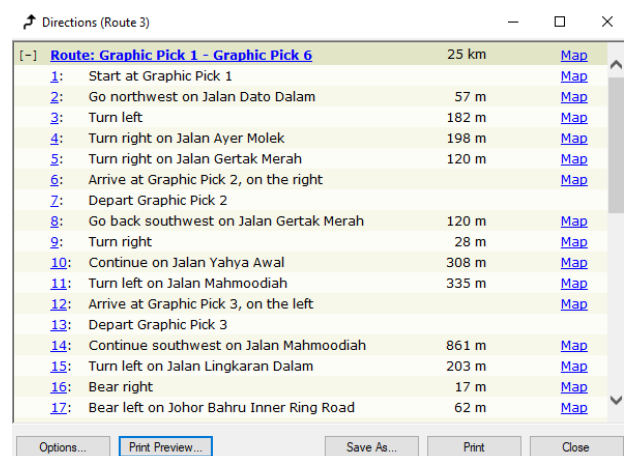 Directions (Route 3)
[-] Route: Graphic Pick 1 - Graphic Pick 6 25 km Map
1: Start at Graphic Pick 1 Map
2: Go northwest on Jalan Dato Dalam 57 m Map
3: Turn left 182 m Map
4: Turn right on Jalan Ayer Molek 198 m Map
5: Turn right on Jalan Gertak Merah 120 m Map
6: Arrive at Graphic Pick 2, on the right Map
7: Depart Graphic Pick 2
8: Go back southwest on Jalan Gertak Merah 120 m Map
9: Turn right 28 m Map
10: Continue on Jalan Yahya Awal 308 m Map
11: Turn left on Jalan Mahmoodiah 335 m Map
12: Arrive at Graphic Pick 3, on the left Map
13: Depart Graphic Pick 3
14: Continue southwest on Jalan Mahmoodiah 861 m Map
15: Turn left on Jalan Lingkaran Dalam 203 m Map
16: Bear right 17 m Map
17: Bear left on Johor Bahru Inner Ring Road 62 m Map
Options... Print Preview... Save As... Print Close